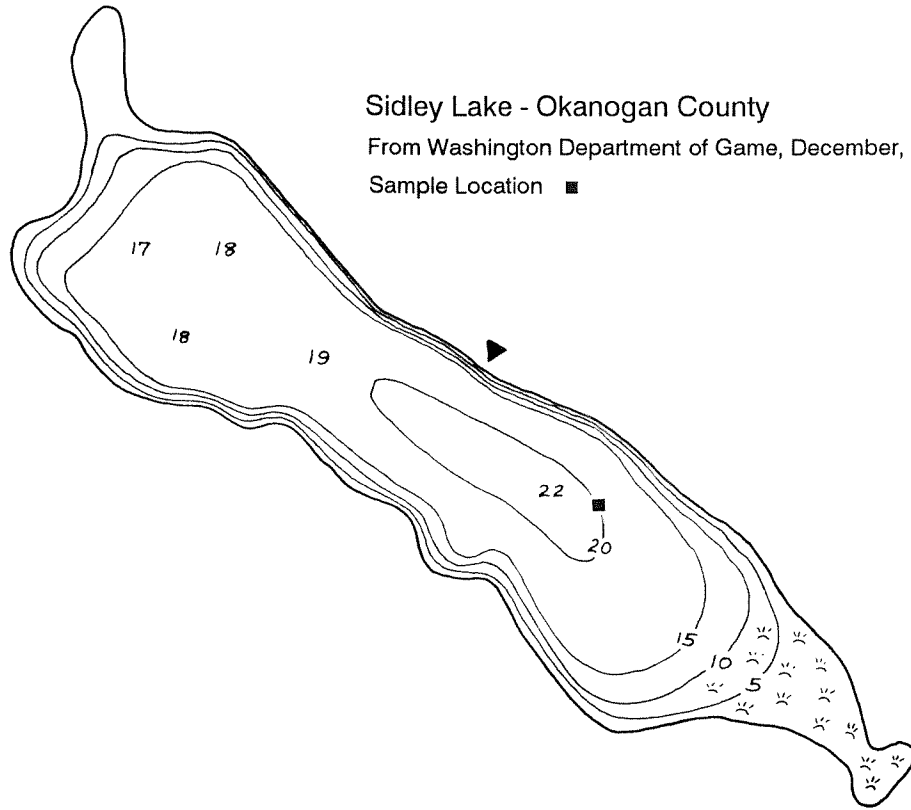 Sidley Lake - Okanogan County
From Washington Department of Game, December,
Sample Location
17 18
18
19
22
20
15
10
5